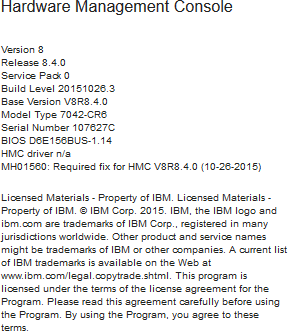 Hardware Management Console
Version 8
Release 8.4.0
Service Pack 0
Build Level 20151026.3
Base Version V8R8.4.0
Model Type 7042-CR6
Serial Number 107627C
BIOS D6E156BUS-1.14
HMC driver n/a
MH01560: Required fix for HMC V8R8.4.0 (10-26-2015)
Licensed Materials - Property of IBM. Licensed Materials -
Property of IBM. © IBM Corp. 2015. IBM, the IBM logo and
ibm.com are trademarks of IBM Corp., registered in many
jurisdictions worldwide. Other product and service names
might be trademarks of IBM or other companies. A current list
of IBM trademarks is available on the Web at
www.ibm.com/legal.copytrade.shtml. This program is
licensed under the terms of the license agreement for the
Program. Please read this agreement carefully before using
the Program. By using the Program, you agree to these
terms.